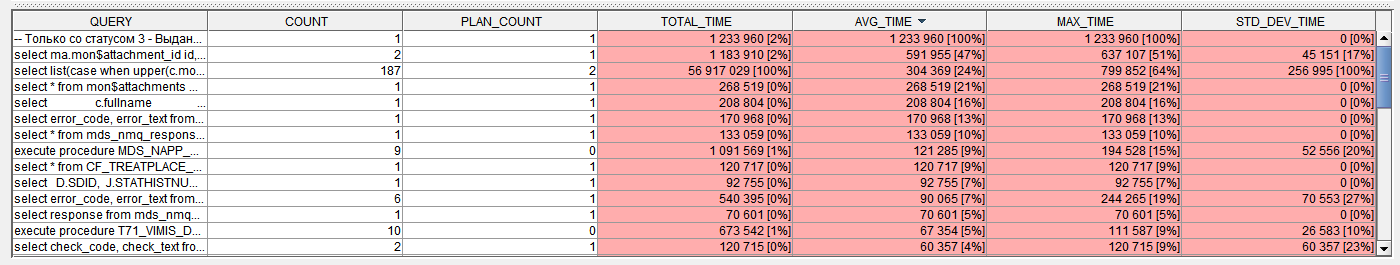 QUERY COUNT PLAN_COUNT TOTAL_TIME AVG_TIME MAX_TIME STD_DEV_TIME
-- Только со статусом 3 - Выдан... 1 1 1 233 960 [2%] 1 233 960 [100%] 1 233 960 [100%] 0 [0%]
select ma.mon$attachment_id id,... 2 1 1 183 910 [2%] 591 955 [47%] 637 107 [51%] 45 151 [17%]
select list(case when upper(c.mo... 187 2 56 917 029 [100%] 304 369 [24%] 799 852 [64%] 256 995 [100%]
select * from mon$attachments ... 1 1 268 519 [0%] 268 519 [21%] 268 519 [21%] 0 [0%]
select c.fullname ... 1 1 208 804 [0%] 208 804 [16%] 208 804 [16%] 0 [0%]
select error_code, error_text from... 1 1 170 968 [0%] 170 968 [13%] 170 968 [13%] 0 [0%]
select * from mds_nmq_respons... 1 1 133 059 [0%] 133 059 [10%] 133 059 [10%] 0 [0%]
execute procedure MDS_NAPP_... 9 0 1 091 569 [1%] 121 285 [9%] 194 528 [15%] 52 556 [20%]
select * from CF_TREATPLACE_... 1 1 120 717 [0%] 120 717 [9%] 120 717 [9%] 0 [0%]
select D.SDID, J.STATHISTNU... 1 1 92 755 [0%] 92 755 [7%] 92 755 [7%] 0 [0%]
select error_code, error_text from... 6 1 540 395 [0%] 90 065 [7%] 244 265 [19%] 70 553 [27%]
select response from mds_nmq... 1 1 70 601 [0%] 70 601 [5%] 70 601 [5%] 0 [0%]
execute procedure T71_VIMIS_D... 10 0 673 542 [1%] 67 354 [5%] 111 587 [9%] 26 583 [10%]
select check_code, check_text fro... 2 1 120 715 [0%] 60 357 [4%] 120 715 [9%] 60 357 [23%]